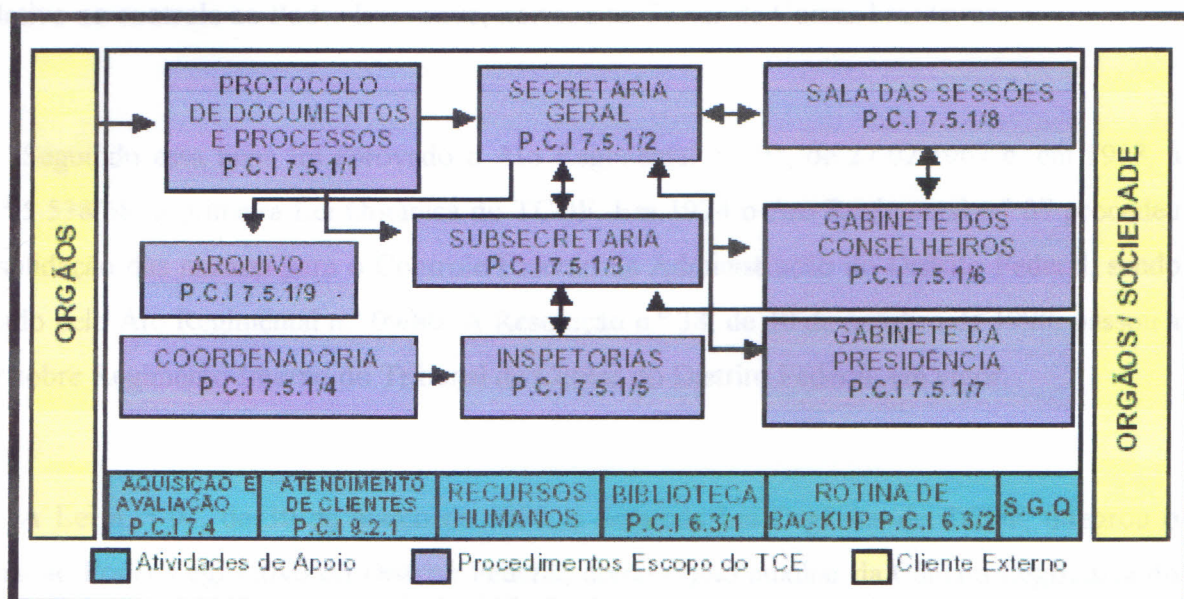 ORGÃOS
PROTOCOLO
DE DOCUMENTOS
E PROCESSOS
P.C.I 7.5.1/1
SECRETARIA
GERAL
P.C.I 7.5.1/2
SALA DAS SESSÕES
P.C.I 7.5.1/8
ARQUIVO
P.C.I 7.5.1/9
SUBSECRETARIA
P.C.I 7.5.1/3
GABINETE DOS
CONSELHEIROS
P.C.I 7.5.1/6
COORDENADORIA
P.C.I 7.5.1/4
INSPETORIAS
P.C.I 7.5.1/5
GABINETE DA
PRESIDÊNCIA
P.C.I 7.5.1/7
ORGÃOS / SOCIEDADE
AQUISIÇÃO E
AVALIAÇÃO
P.C.I 7.4
ATENDIMENTO
DE CLIENTES
P.C.I 8.2.1
RECURSOS
HUMANOS
BIBLIOTECA
P.C.I 6.3/1
ROTINA DE
BACKUP P.C.I 6.3/2
S.G.Q
Atividades de Apoio
Procedimentos Escopo do TCE
Cliente Externo